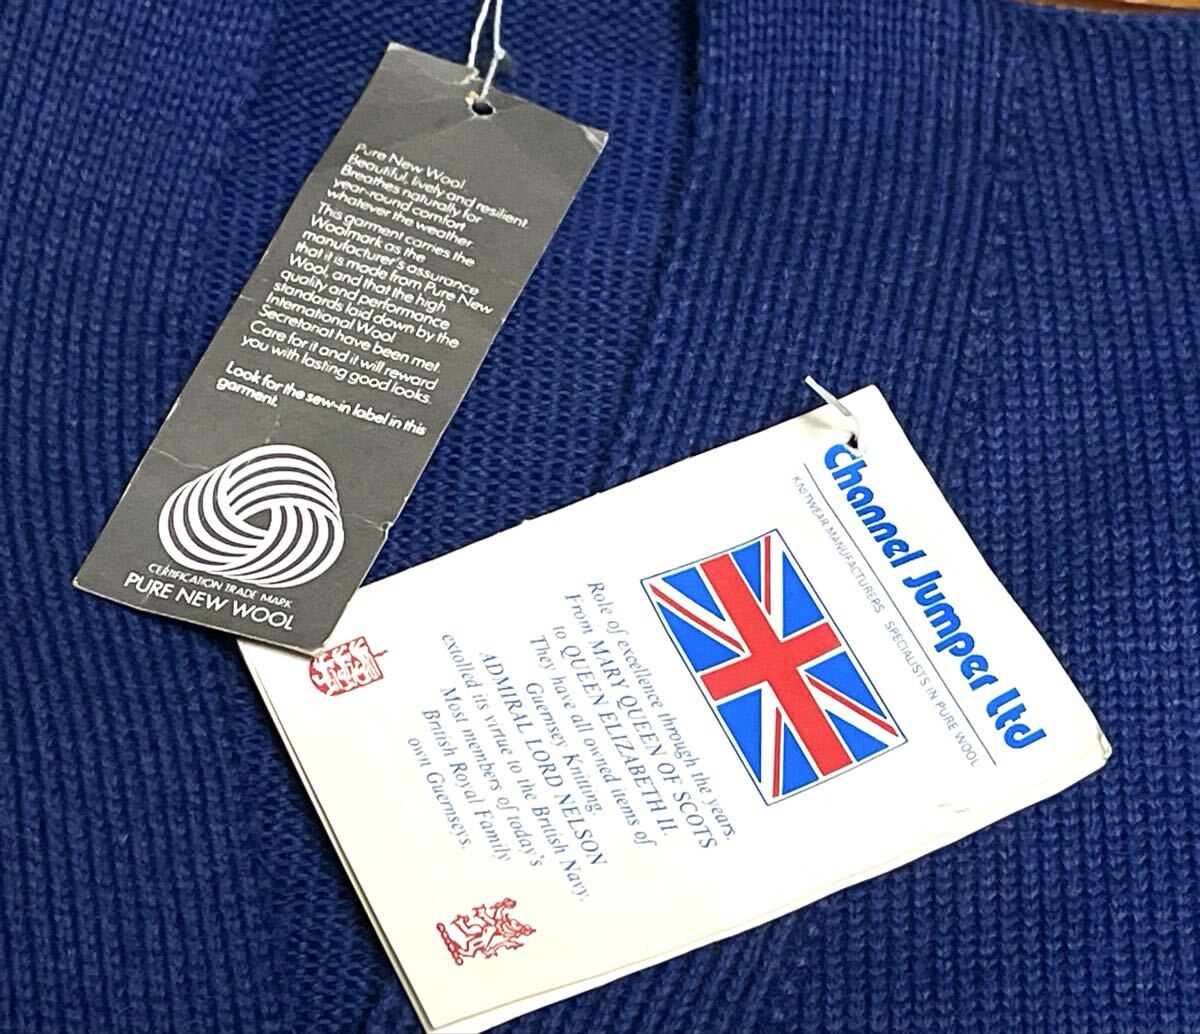 Pure New Wool
Beautiful, lively and resilient.
Breathes naturally for
year-round comfort
whatever the weather.
This garment carries the
Woolmark as the
manufacturer's assurance
that it is made from Pure New
Wool, and that the high
quality and performance
standards laid down by the
International Wool
Secretariat have been met.
Care for it and it will reward
you with lasting good looks.
Look for the sew-in label in this
garment.
CERTIFICATION TRADE MARK
PURE NEW WOOL
Channel Jumper Ltd
KNITWEAR MANUFACTURERS SPECIALISTS IN PURE WOOL
Role of excellence through the years.
From MARY QUEEN OF SCOTS
to QUEEN ELIZABETH II.
They have all owned items of
Guernsey Knitting.
ADMIRAL LORD NELSON
extolled its virtue to the British Navy.
Most members of today's
British Royal Family
own Guernseys.